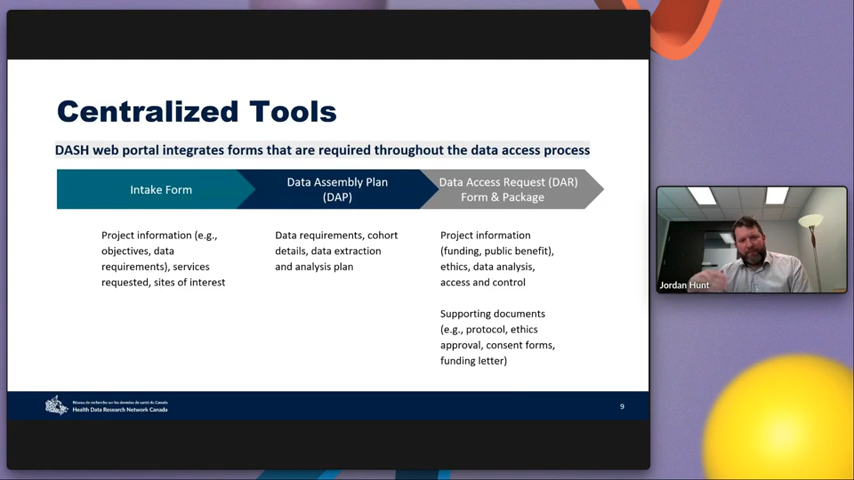 Centralized Tools
DASH web portal integrates forms that are required throughout the data access process
Intake Form
Data Assembly Plan
(DAP)
Data Access Request (DAR)
Form & Package
Project information (e.g.,
objectives, data
requirements), services
requested, sites of interest
Data requirements, cohort
details, data extraction
and analysis plan
Project information
(funding, public benefit),
ethics, data analysis,
access and control
Supporting documents
(e.g., protocol, ethics
approval, consent forms,
funding letter)
Réseau de recherche sur les données de santé du Canada
Health Data Research Network Canada
9
Jordan Hunt